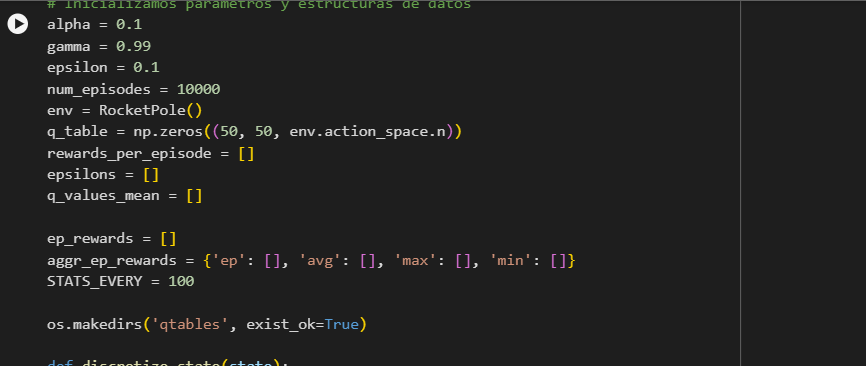 # Inicializamos parámetros y estructuras de datos
alpha = 0.1
gamma = 0.99
epsilon = 0.1
num_episodes = 10000
env = RocketPole()
q_table = np.zeros((50, 50, env.action_space.n))
rewards_per_episode = []
epsilons = []
q_values_mean = []
ep_rewards = []
aggr_ep_rewards = {'ep': [], 'avg': [], 'max': [], 'min': []}
STATS_EVERY = 100
os.makedirs('qtables', exist_ok=True)
def discretize_state(state):